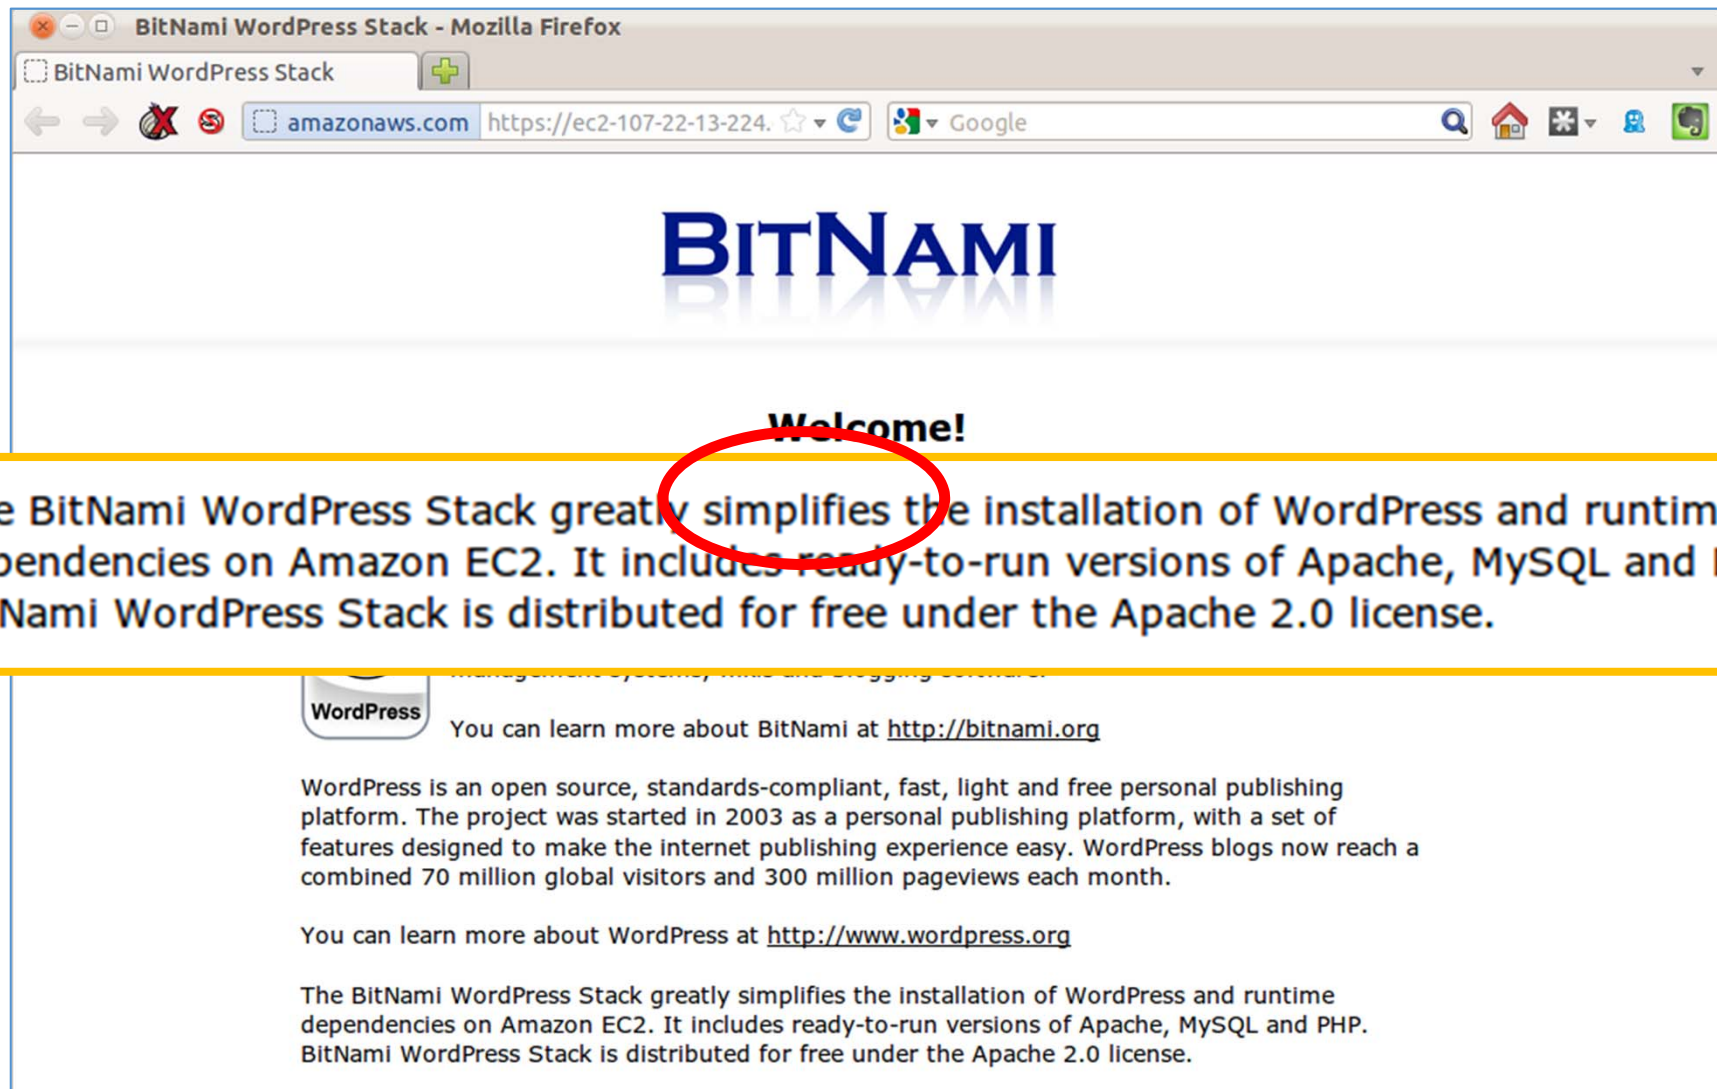 BitNami WordPress Stack - Mozilla Firefox
BitNami WordPress Stack
amazonaws.com https://ec2-107-22-13-224. Google
BITNAMI
Welcome!
e BitNami WordPress Stack greatly simplifies the installation of WordPress and runtim
pendencies on Amazon EC2. It includes ready-to-run versions of Apache, MySQL and
Nami WordPress Stack is distributed for free under the Apache 2.0 license.
WordPress
You can learn more about BitNami at http://bitnami.org
WordPress is an open source, standards-compliant, fast, light and free personal publishing
platform. The project was started in 2003 as a personal publishing platform, with a set of
features designed to make the internet publishing experience easy. WordPress blogs now reach a
combined 70 million global visitors and 300 million pageviews each month.
You can learn more about WordPress at http://www.wordpress.org
The BitNami WordPress Stack greatly simplifies the installation of WordPress and runtime
dependencies on Amazon EC2. It includes ready-to-run versions of Apache, MySQL and PHP.
BitNami WordPress Stack is distributed for free under the Apache 2.0 license.